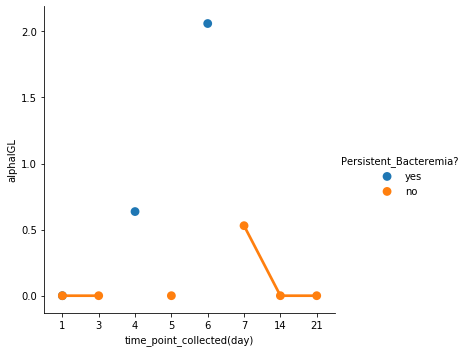 2.0
1.5
1.0
0.5
0.0
alphaIGL
1 3 4 5 6 7 14 21
time_point_collected(day)
Persistent_Bacteremia?
yes
no